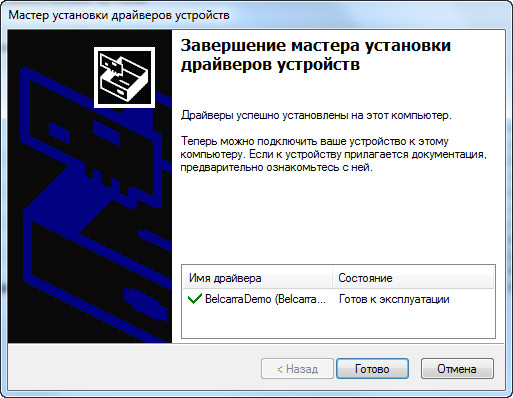 Мастер установки драйверов устройств
Завершение мастера установки
драйверов устройств
Драйверы успешно установлены на этот компьютер.
Теперь можно подключить ваше устройство к этому
компьютеру. Если к устройству прилагается документация,
предварительно ознакомьтесь с ней.
Имя драйвера Состояние
BelcarraDemo (Belcarra... Готов к эксплуатации
< Назад Готово Отмена